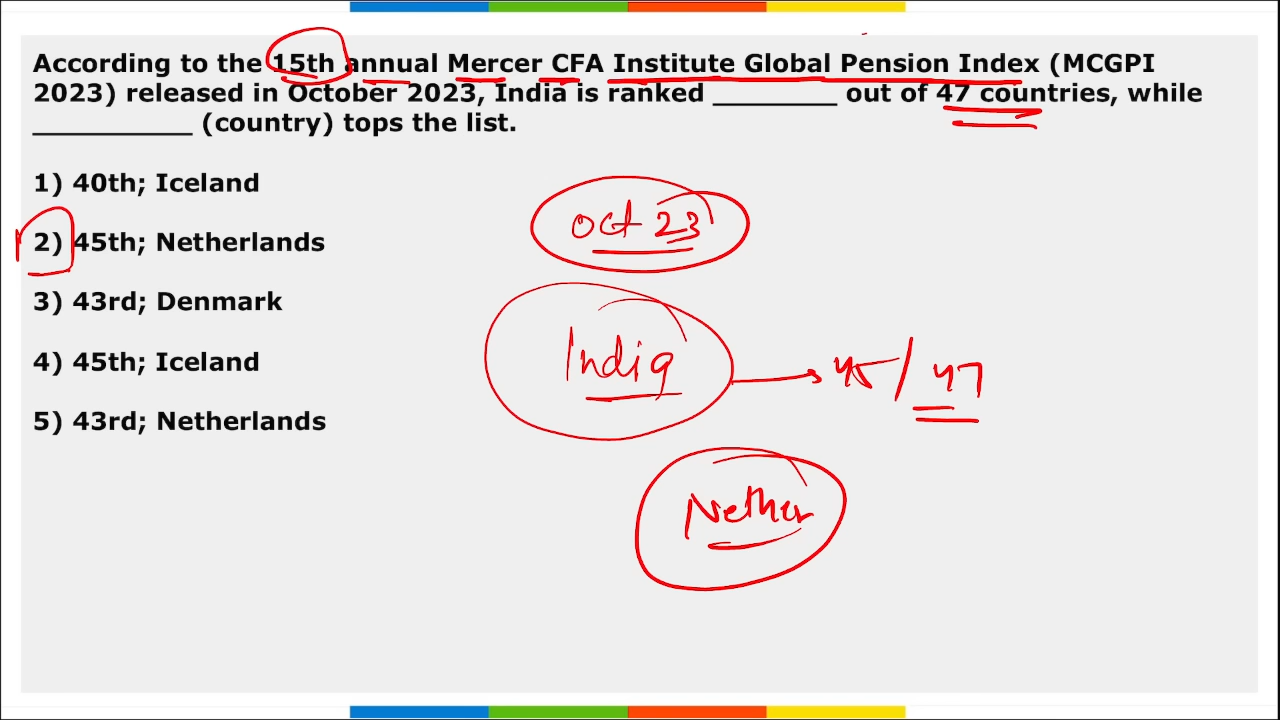 According to the 15th annual Mercer CFA Institute Global Pension Index (MCGPI
2023) released in October 2023, India is ranked _________ out of 47 countries, while
____________ (country) tops the list.
1) 40th; Iceland
2) 45th; Netherlands
3) 43rd; Denmark
4) 45th; Iceland
5) 43rd; Netherlands
Oct 23
India
45/47
Nether